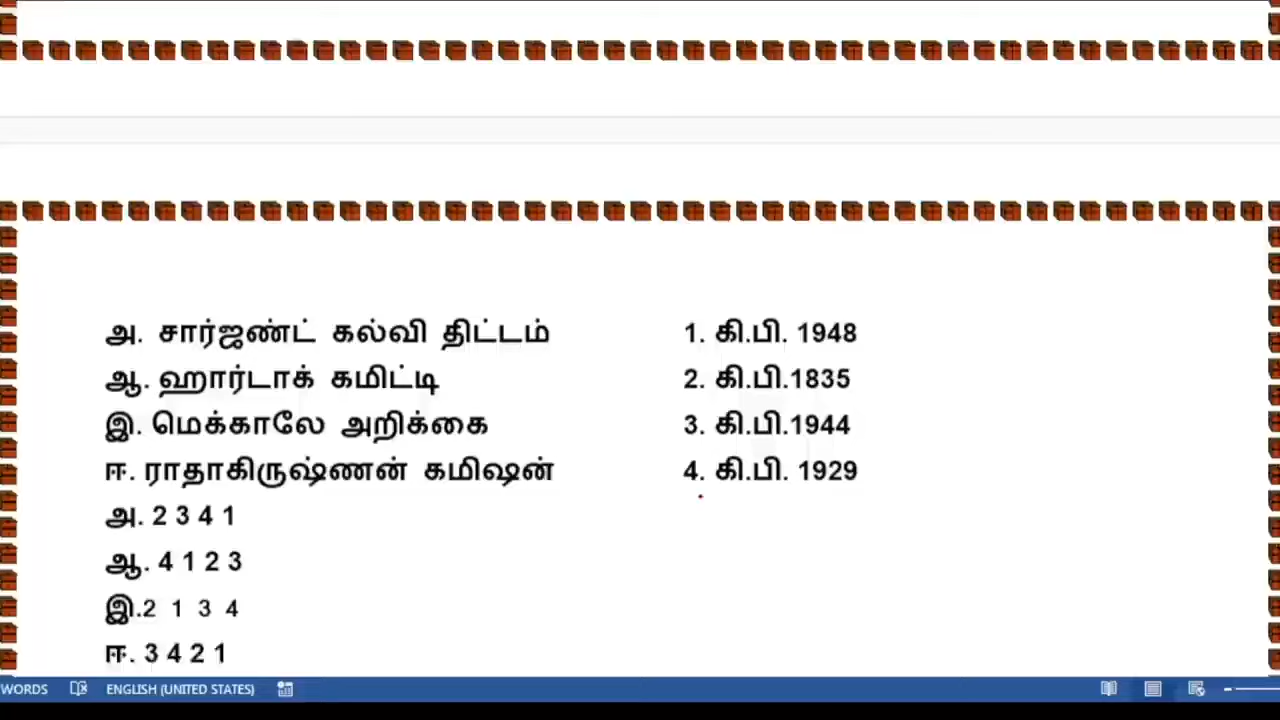 அ. சார்ஜண்ட் கல்வி திட்டம் 1. கி.பி. 1948
ஆ. ஹார்டாக் கமிட்டி 2. கி.பி.1835
இ. மெக்காலே அறிக்கை 3. கி.பி.1944
ஈ. ராதாகிருஷ்ணன் கமிஷன் 4. கி.பி. 1929
அ. 2 3 4 1
ஆ. 4 1 2 3
இ.2 1 3 4
ஈ. 3 4 2 1
WORDS ENGLISH (UNITED STATES)